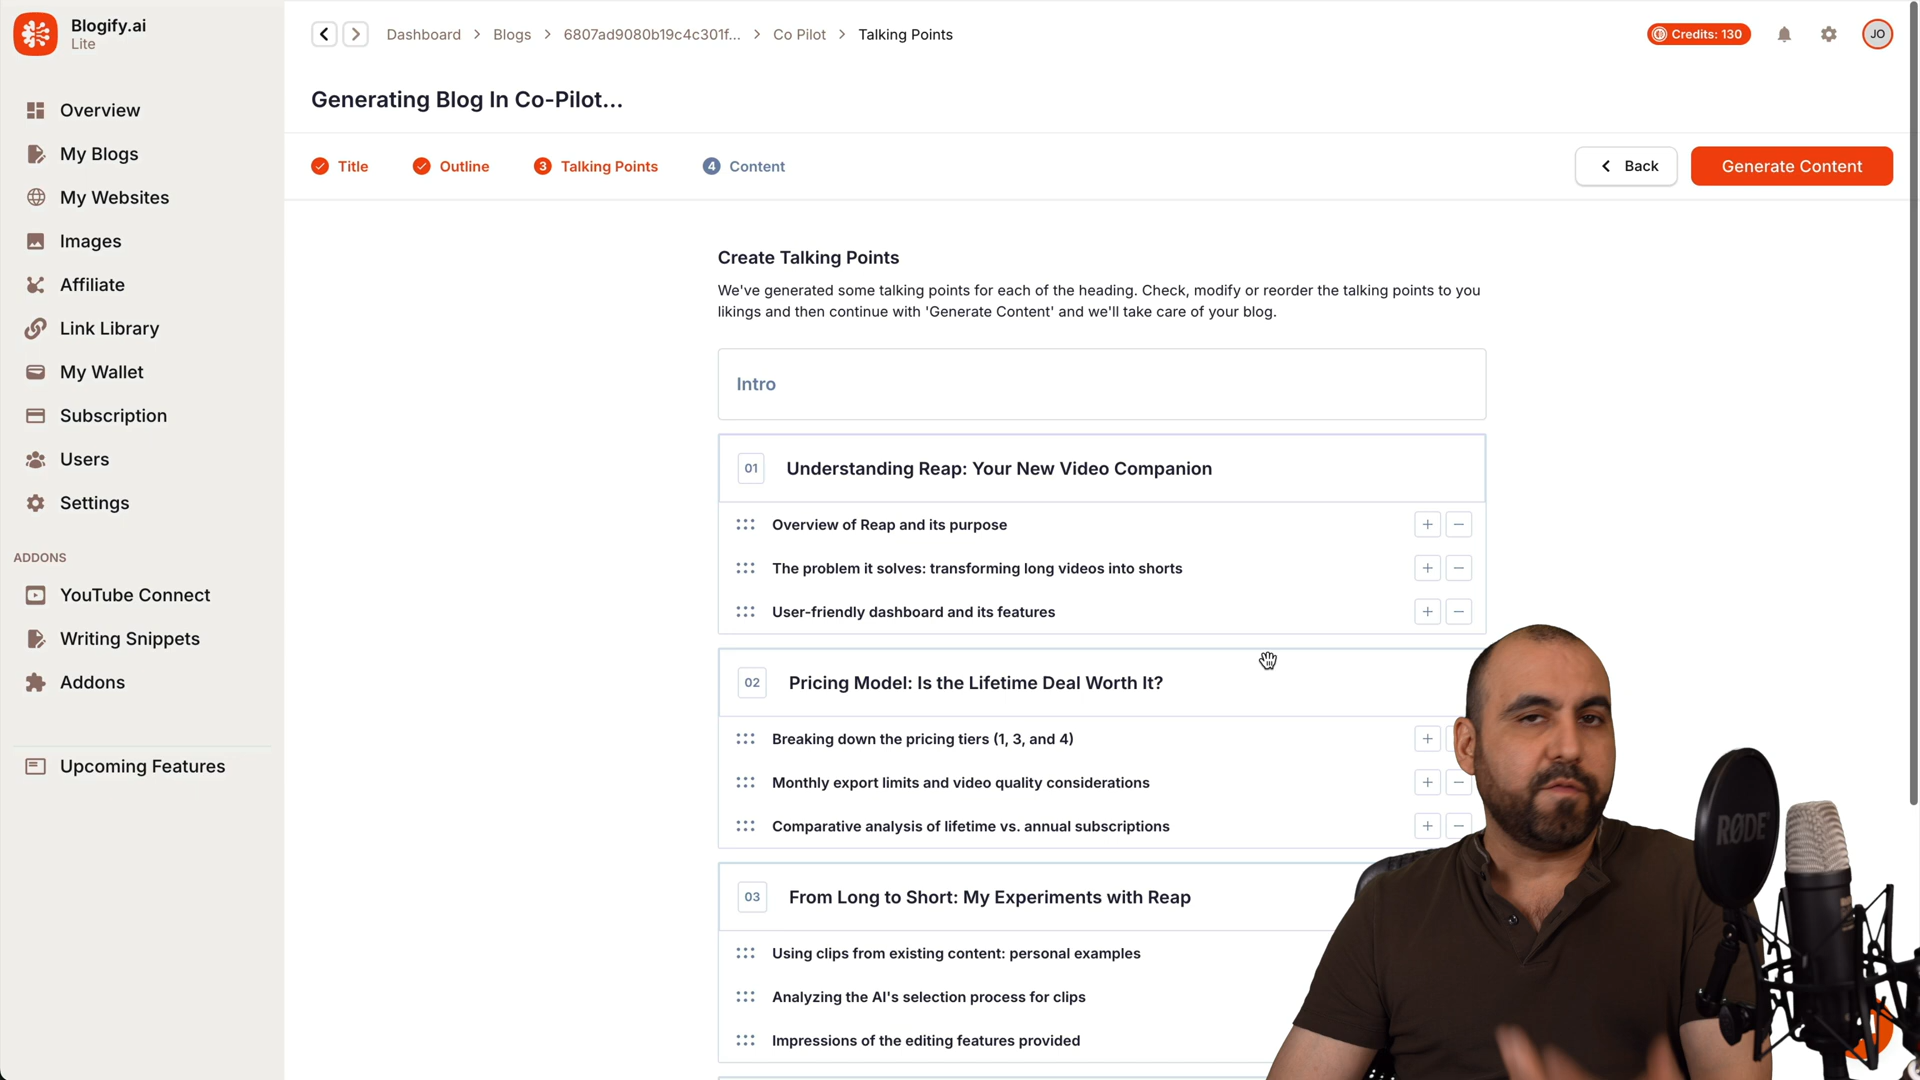 Blogify.ai
Lite
Dashboard > Blogs > 6807ad9080b19c4c301f... > Co Pilot > Talking Points
Credits: 130
JO
Generating Blog In Co-Pilot...
Title
Outline
3 Talking Points
4 Content
Back
Generate Content
Overview
My Blogs
My Websites
Images
Affiliate
Link Library
My Wallet
Subscription
Users
Settings
ADDONS
YouTube Connect
Writing Snippets
Addons
Upcoming Features
Create Talking Points
We've generated some talking points for each of the heading. Check, modify or reorder the talking points to you
likings and then continue with 'Generate Content' and we'll take care of your blog.
Intro
01 Understanding Reap: Your New Video Companion
Overview of Reap and its purpose
The problem it solves: transforming long videos into shorts
User-friendly dashboard and its features
02 Pricing Model: Is the Lifetime Deal Worth It?
Breaking down the pricing tiers (1, 3, and 4)
Monthly export limits and video quality considerations
Comparative analysis of lifetime vs. annual subscriptions
03 From Long to Short: My Experiments with Reap
Using clips from existing content: personal examples
Analyzing the AI's selection process for clips
Impressions of the editing features provided
RØDE